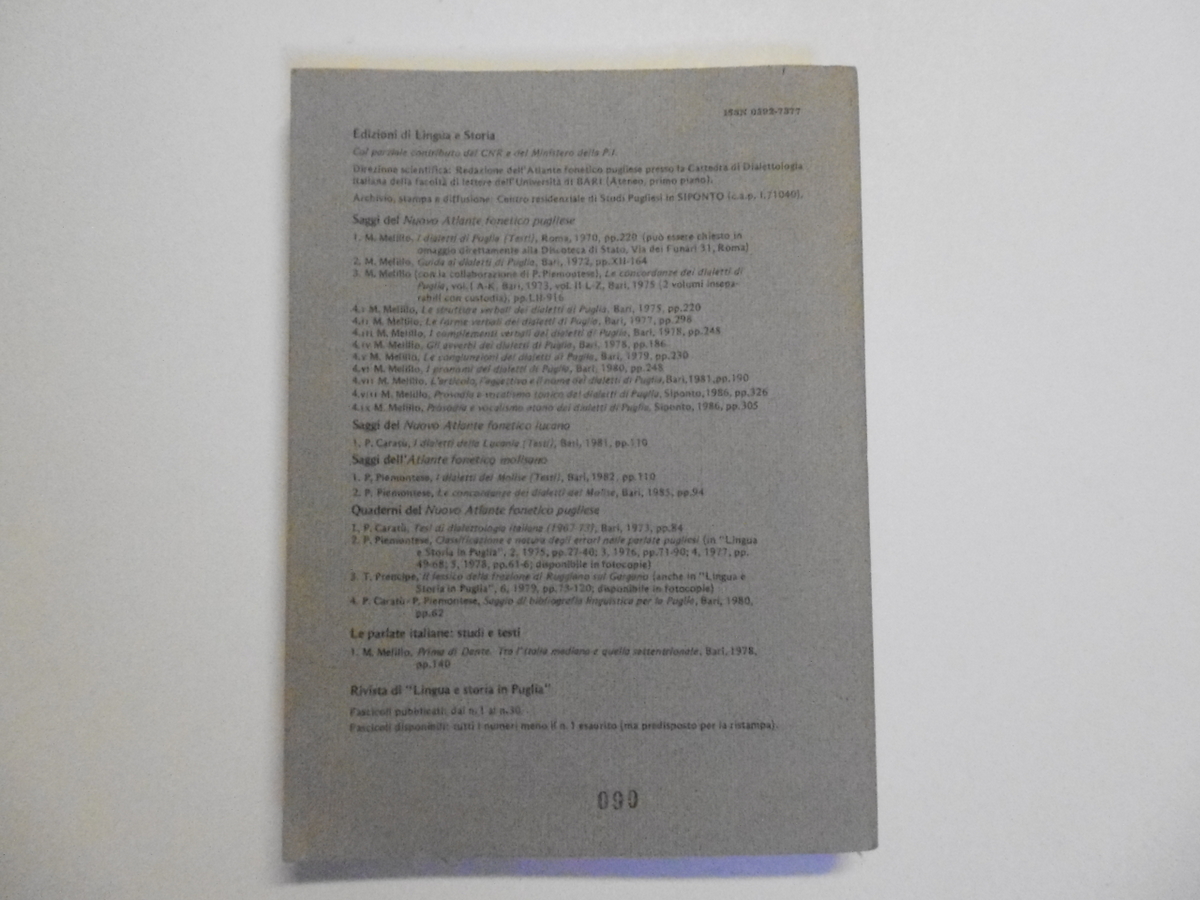 ISSN 0392-7377
Edizioni di Lingua e Storia
Col parziale contributo del CNR e del Ministero della P.I.
Direzione scientifica: Redazione dell'Atlante fonetico pugliese presso la Cattedra di Dialettologia
italiana della facoltà di lettere dell'Università di BARI (Ateneo, primo piano).
Archivio, stampa e diffusione: Centro residenziale di Studi Pugliesi in SIPONTO (c.a.p. I.71040).
Saggi del Nuovo Atlante fonetico pugliese
1. M. Melillo, I dialetti di Puglia (Testi), Roma, 1970, pp.220 (può essere chiesto in
omaggio direttamente alla Discoteca di Stato, Via dei Funari 31, Roma)
2. M. Melillo, Guida ai dialetti di Puglia, Bari, 1972, pp.XII-164
3. M. Melillo (con la collaborazione di P. Piemontese), Le concordanze dei dialetti di
Puglia, vol. I A-K, Bari, 1973, vol. II L-Z, Bari, 1975 (2 volumi insepa-
rabili con custodia), pp.LII-916
4.i M. Melillo, Le strutture verbali dei dialetti di Puglia, Bari, 1975, pp.220
4.ii M. Melillo, Le forme verbali dei dialetti di Puglia, Bari, 1977, pp.298
4.iii M. Melillo, I complementi verbali dei dialetti di Puglia, Bari, 1978, pp.248
4.iv M. Melillo, Gli avverbi dei dialetti di Puglia, Bari, 1978, pp.186
4.v M. Melillo, Le congiunzioni dei dialetti di Puglia, Bari, 1979, pp.230
4.vi M. Melillo, I pronomi dei dialetti di Puglia, Bari, 1980, pp.248
4.vii M. Melillo, L'articolo, l'aggettivo e il nome dei dialetti di Puglia, Bari, 1981, pp.190
4.viii M. Melillo, Prosodia e vocalismo tonico dei dialetti di Puglia, Siponto, 1986, pp.326
4.ix M. Melillo, Prosodia e vocalismo atono dei dialetti di Puglia, Siponto, 1986, pp.305
Saggi del Nuovo Atlante fonetico lucano
1. P. Caratù, I dialetti della Lucania (Testi), Bari, 1981, pp.110
Saggi dell'Atlante fonetico molisano
1. P. Piemontese, I dialetti del Molise (Testi), Bari, 1982, pp.110
2. P. Piemontese, Le concordanze dei dialetti del Molise, Bari, 1985, pp.94
Quaderni del Nuovo Atlante fonetico pugliese
1. P. Caratù, Tesi di dialettologia italiana (1967-73), Bari, 1973, pp.84
2. P. Piemontese, Classificazione e natura degli errori nelle parlate pugliesi (in "Lingua
e Storia in Puglia", 2, 1975, pp.27-40; 3, 1976, pp.71-90; 4, 1977, pp.
49-68; 5, 1978, pp.61-6; disponibile in fotocopie)
3. T. Prencipe, Il lessico della frazione di Ruggiano sul Gargano (anche in "Lingua e
Storia in Puglia", 6, 1979, pp.73-120; disponibile in fotocopie)
4. P. Caratù - P. Piemontese, Saggio di bibliografia linguistica per la Puglia, Bari, 1980,
pp.62
Le parlate italiane: studi e testi
1. M. Melillo, Prima di Dante. Tra l'Italia mediana e quella settentrionale, Bari, 1978,
pp.140
Rivista di "Lingua e storia in Puglia"
Fascicoli pubblicati: dal n. 1 al n.30.
Fascicoli disponibili: tutti i numeri meno il n. 1 esaurito (ma predisposto per la ristampa).
090